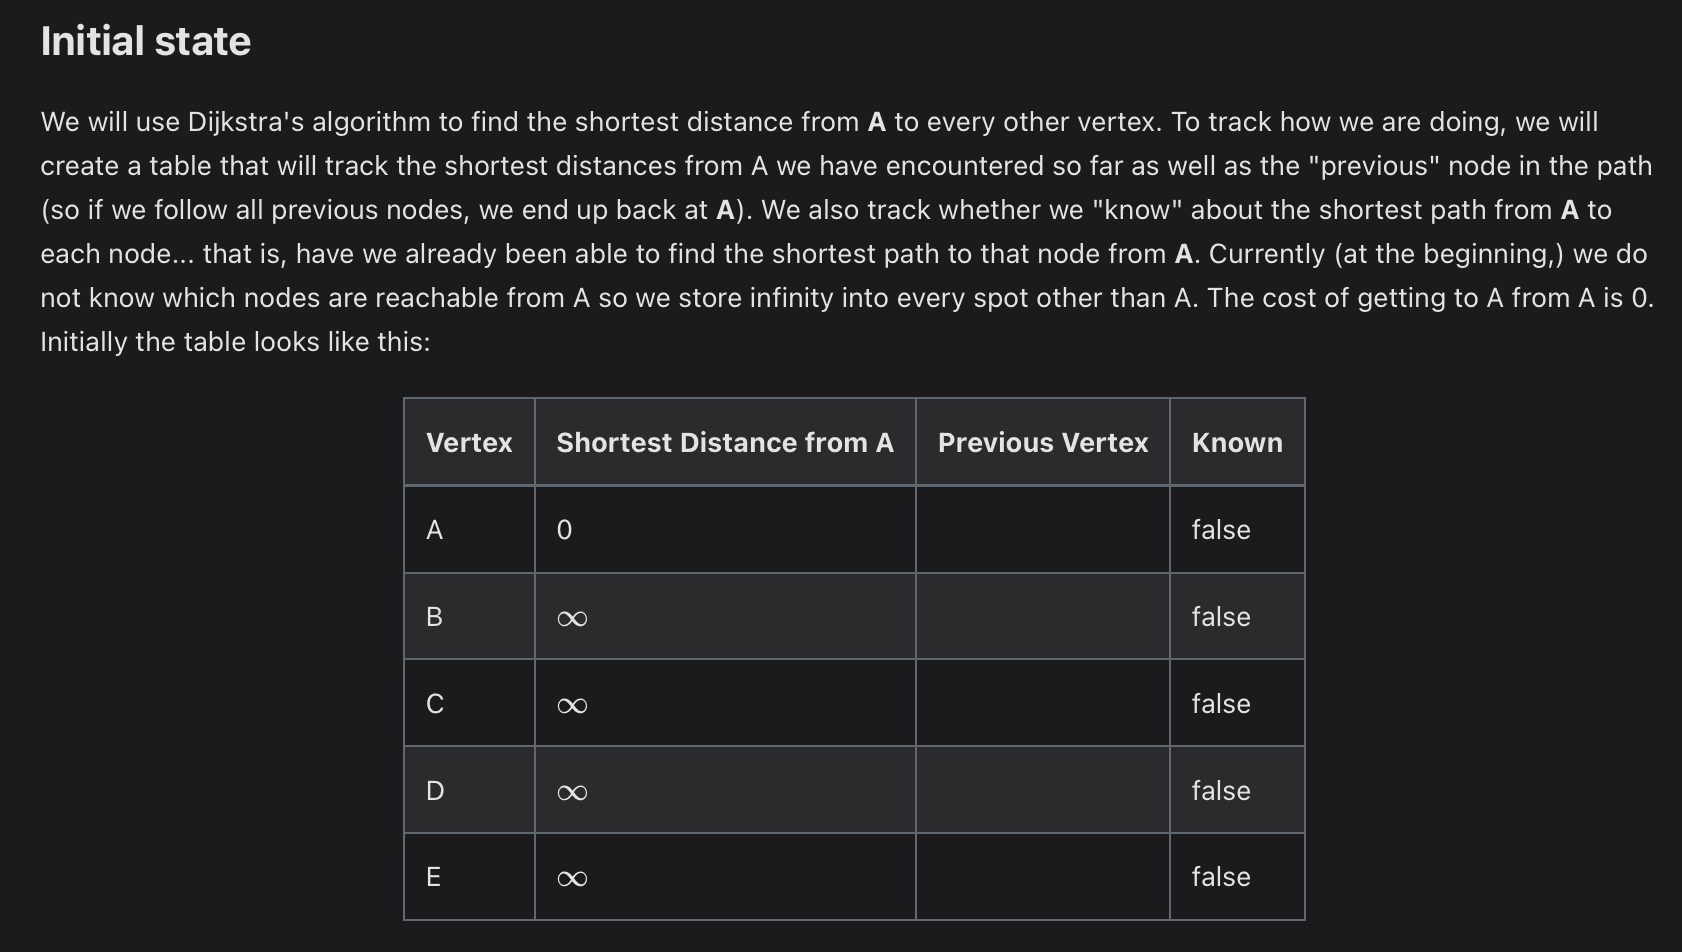 Initial state
We will use Dijkstra's algorithm to find the shortest distance from A to every other vertex. To track how we are doing, we will
create a table that will track the shortest distances from A we have encountered so far as well as the "previous" node in the path
(so if we follow all previous nodes, we end up back at A). We also track whether we "know" about the shortest path from A to
each node... that is, have we already been able to find the shortest path to that node from A. Currently (at the beginning,) we do
not know which nodes are reachable from A so we store infinity into every spot other than A. The cost of getting to A from A is 0.
Initially the table looks like this:
Vertex Shortest Distance from A Previous Vertex Known
A 0 false
B ∞ false
C ∞ false
D ∞ false
E ∞ false